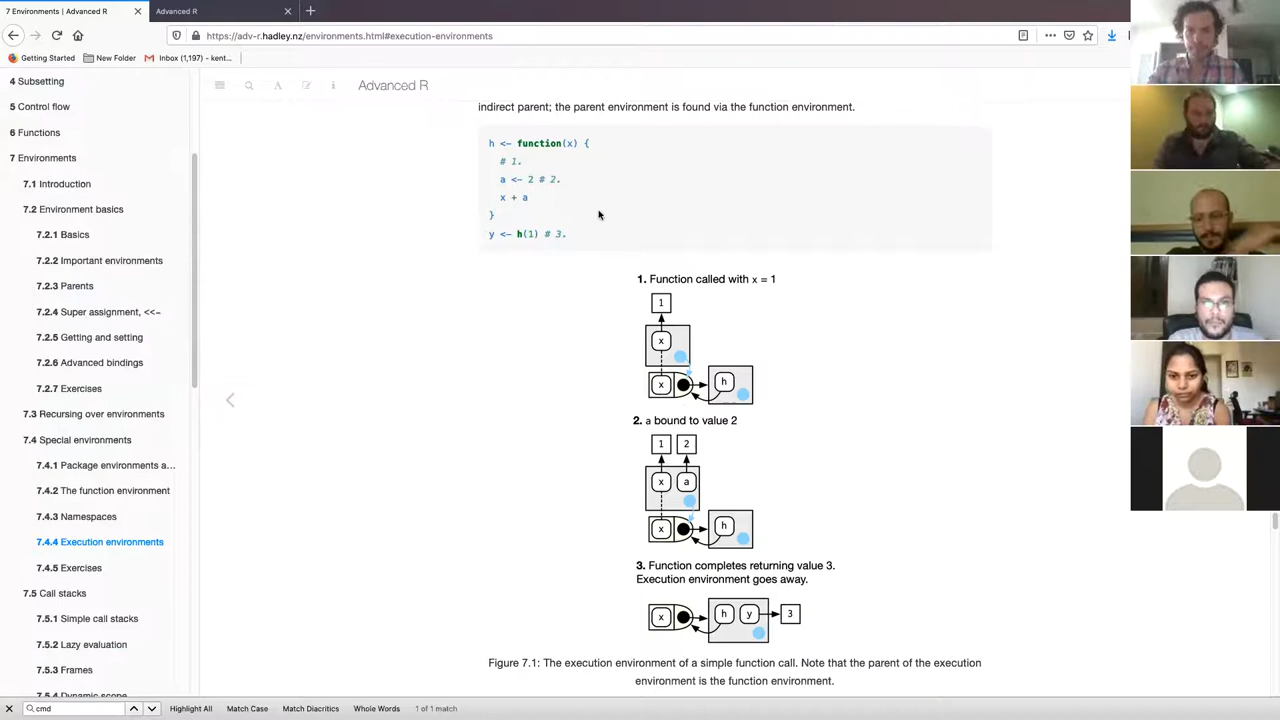 7 Environments | Advanced R
Advanced R
https://adv-r.hadley.nz/environments.html#execution-environments
Getting Started
New Folder
Inbox (1,197) - kent...
4 Subsetting
5 Control flow
6 Functions
7 Environments
7.1 Introduction
7.2 Environment basics
7.2.1 Basics
7.2.2 Important environments
7.2.3 Parents
7.2.4 Super assignment, <<-
7.2.5 Getting and setting
7.2.6 Advanced bindings
7.2.7 Exercises
7.3 Recursing over environments
7.4 Special environments
7.4.1 Package environments a...
7.4.2 The function environment
7.4.3 Namespaces
7.4.4 Execution environments
7.4.5 Exercises
7.5 Call stacks
7.5.1 Simple call stacks
7.5.2 Lazy evaluation
7.5.3 Frames
7.5.4 Dynamic scope
Advanced R
indirect parent; the parent environment is found via the function environment.
h <- function(x) {
# 1.
a <- 2 # 2.
x + a
}
y <- h(1) # 3.
1. Function called with x = 1
1
x
x h
2. a bound to value 2
1 2
x a
x h
3. Function completes returning value 3.
Execution environment goes away.
x h y 3
Figure 7.1: The execution environment of a simple function call. Note that the parent of the execution
environment is the function environment.
cmd
Highlight All
Match Case
Match Diacritics
Whole Words
1 of 1 match